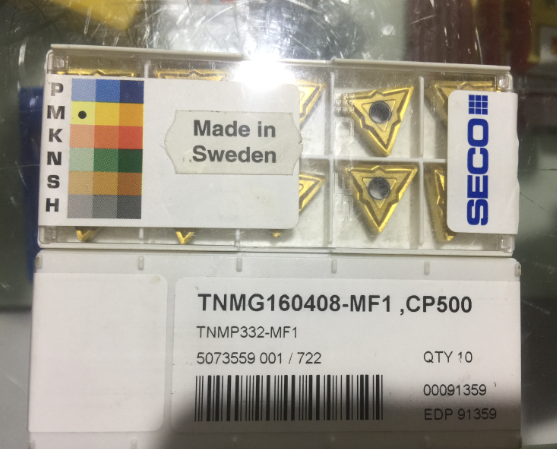 P
M
K
N
S
H
Made in
Sweden
SECO
TNMG160408-MF1 ,CP500
TNMP332-MF1
5073559 001 / 722
QTY 10
00091359
EDP 91359